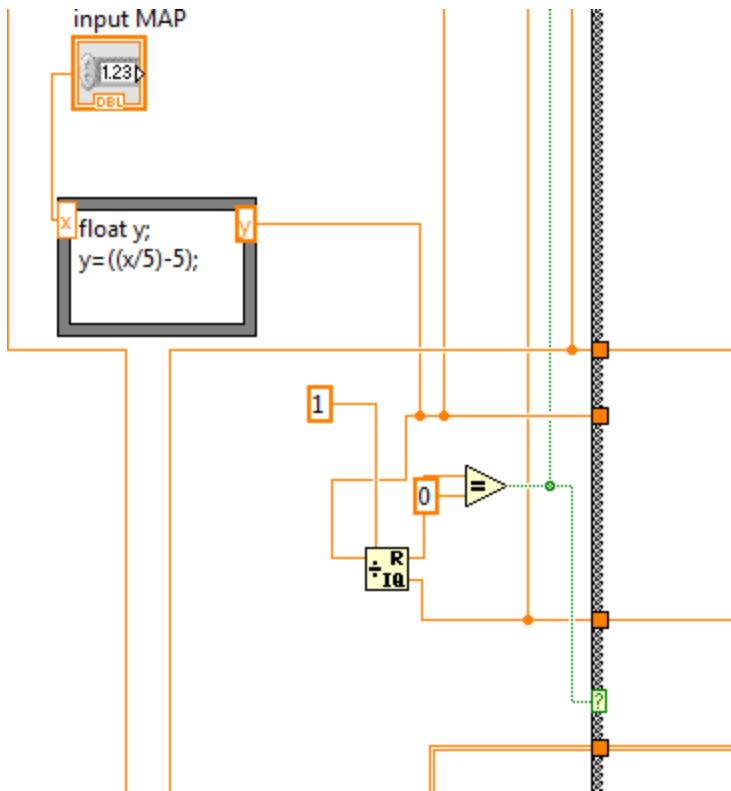 input MAP
1.23
DBL
x
float y;
y=((x/5)-5);
y
1
0
=
R
÷
IQ
?